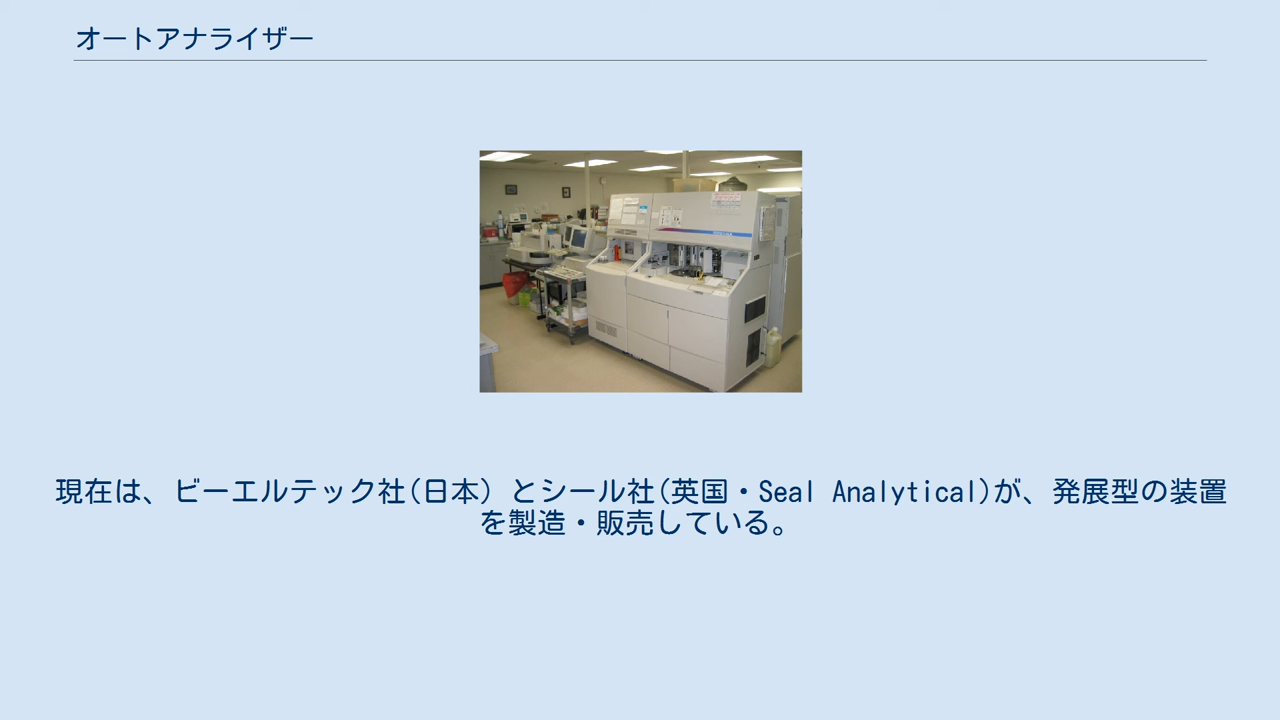 オートアナライザー
現在は、ビーエルテック社(日本) とシール社(英国・Seal Analytical)が、発展型の装置
を製造・販売している。